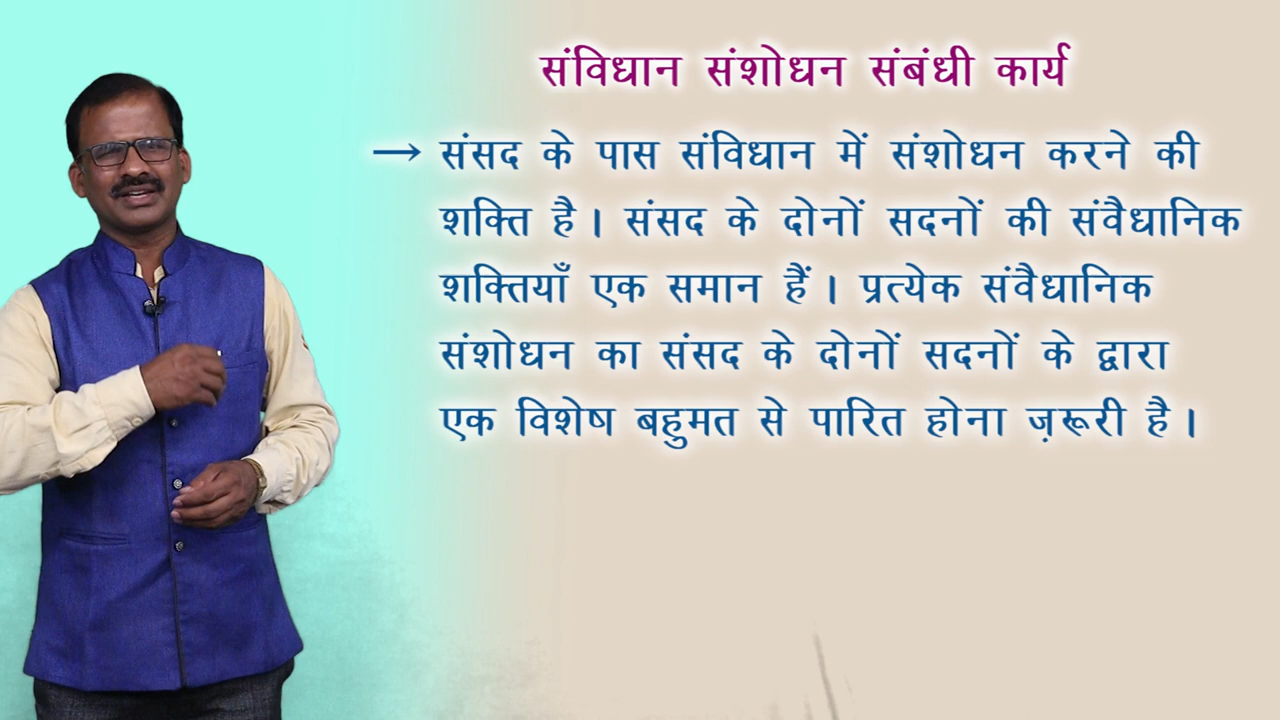 संविधान संशोधन संबंधी कार्य
→ संसद के पास संविधान में संशोधन करने की
शक्ति है। संसद के दोनों सदनों की संवैधानिक
शक्तियाँ एक समान हैं। प्रत्येक संवैधानिक
संशोधन का संसद के दोनों सदनों के द्वारा
एक विशेष बहुमत से पारित होना ज़रूरी है।